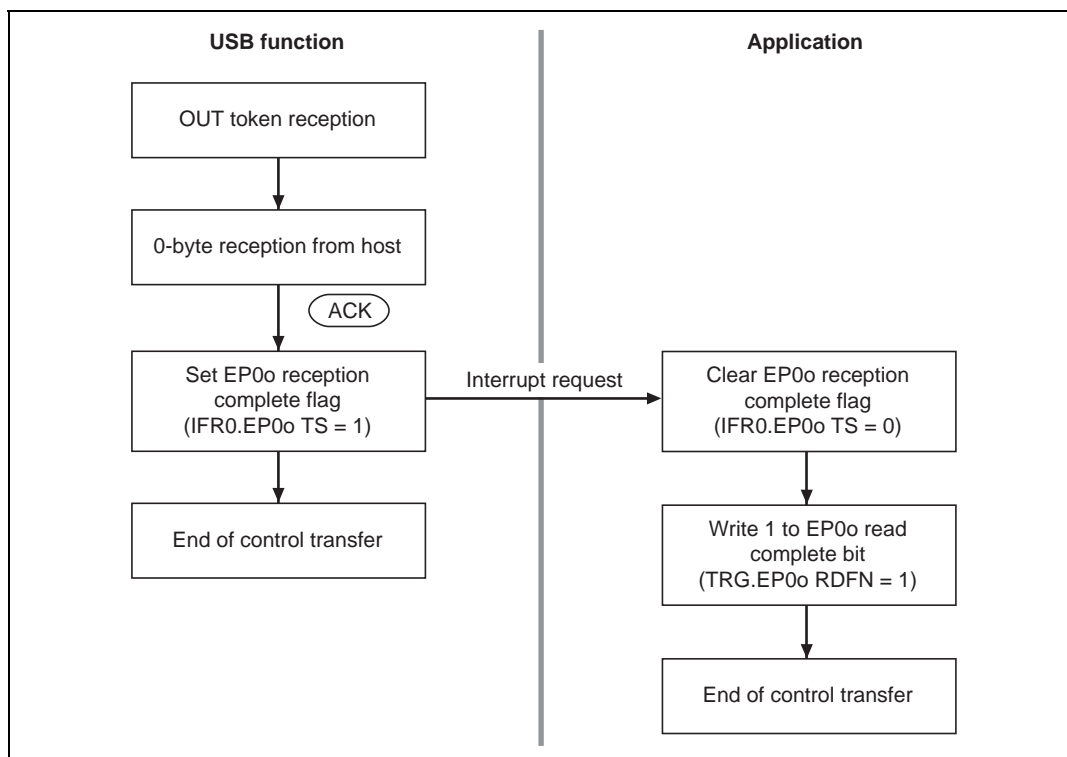 USB function
Application
OUT token reception
0-byte reception from host
ACK
Set EP0o reception
complete flag
(IFR0.EP0o TS = 1)
Interrupt request
Clear EP0o reception
complete flag
(IFR0.EP0o TS = 0)
End of control transfer
Write 1 to EP0o read
complete bit
(TRG.EP0o RDFN = 1)
End of control transfer